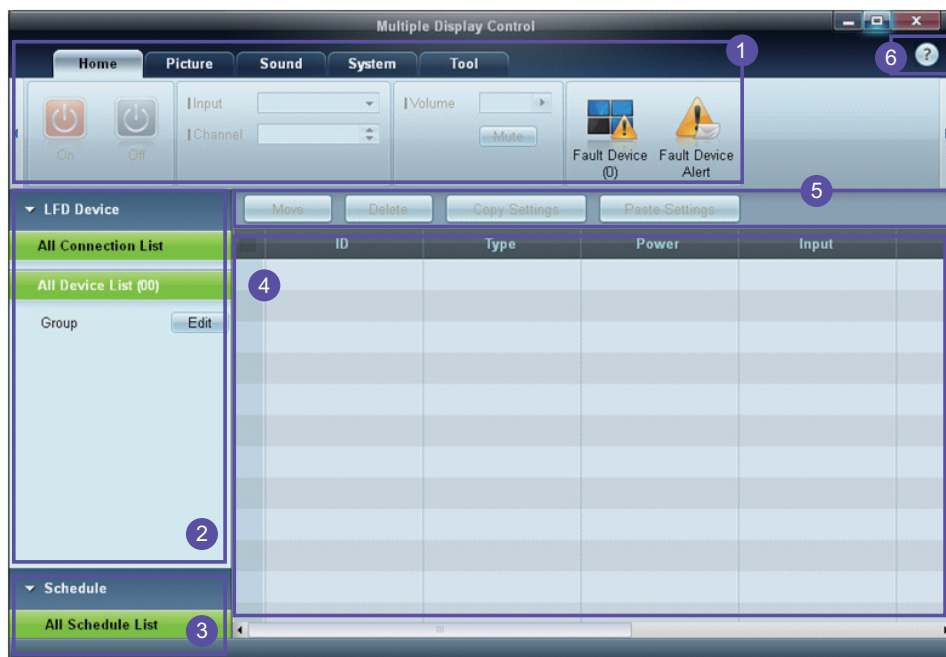 Multiple Display Control
1
6
?
Home Picture Sound System Tool
Input
Channel
Volume
Mute
On Off
Fault Device
(0)
Fault Device
Alert
5
LFD Device
Move Delete Copy Settings Paste Settings
All Connection List
ID Type Power Input
All Device List (00)
4
Group Edit
2
Schedule
All Schedule List
3